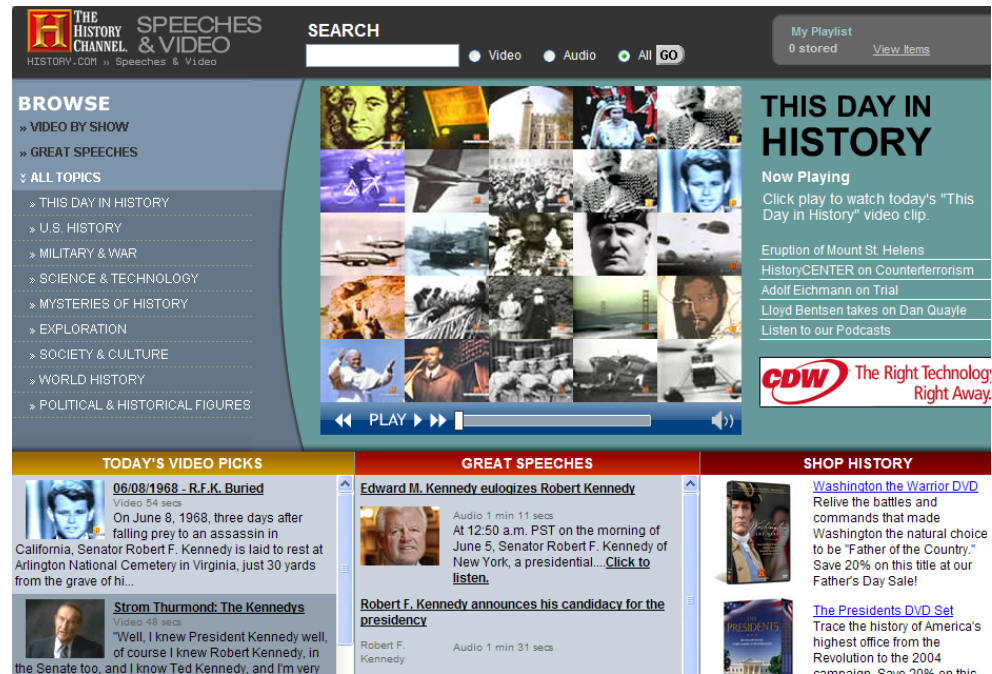 THE
HISTORY
CHANNEL.
SPEECHES
& VIDEO
HISTORY.COM » Speeches & Video
SEARCH
Video
Audio
All
GO
My Playlist
0 stored
View Items
BROWSE
» VIDEO BY SHOW
» GREAT SPEECHES
ALL TOPICS
» THIS DAY IN HISTORY
» U.S. HISTORY
» MILITARY & WAR
» SCIENCE & TECHNOLOGY
» MYSTERIES OF HISTORY
» EXPLORATION
» SOCIETY & CULTURE
» WORLD HISTORY
» POLITICAL & HISTORICAL FIGURES
PLAY
THIS DAY IN
HISTORY
Now Playing
Click play to watch today's "This
Day in History" video clip.
Eruption of Mount St. Helens
HistoryCENTER on Counterterrorism
Adolf Eichmann on Trial
Lloyd Bentsen takes on Dan Quayle
Listen to our Podcasts
CDW
The Right Technology
Right Away.
TODAY'S VIDEO PICKS
06/08/1968 - R.F.K. Buried
Video 54 secs
On June 8, 1968, three days after
falling prey to an assassin in
California, Senator Robert F. Kennedy is laid to rest at
Arlington National Cemetery in Virginia, just 30 yards
from the grave of hi...
Strom Thurmond: The Kennedys
Video 48 secs
"Well, I knew President Kennedy well,
of course I knew Robert Kennedy, in
the Senate too, and I know Ted Kennedy, and I'm very
GREAT SPEECHES
Edward M. Kennedy eulogizes Robert Kennedy
Audio 1 min 11 secs
At 12:50 a.m. PST on the morning of
June 5, Senator Robert F. Kennedy of
New York, a presidential....Click to
listen.
Robert F. Kennedy announces his candidacy for the
presidency
Robert F.
Kennedy
Audio 1 min 31 secs
SHOP HISTORY
Washington the Warrior DVD
Relive the battles and
commands that made
Washington the natural choice
to be "Father of the Country."
Save 20% on this title at our
Father's Day Sale!
PRESIDENTS
The Presidents DVD Set
Trace the history of America's
highest office from the
Revolution to the 2004
campaign. Save 20% on this